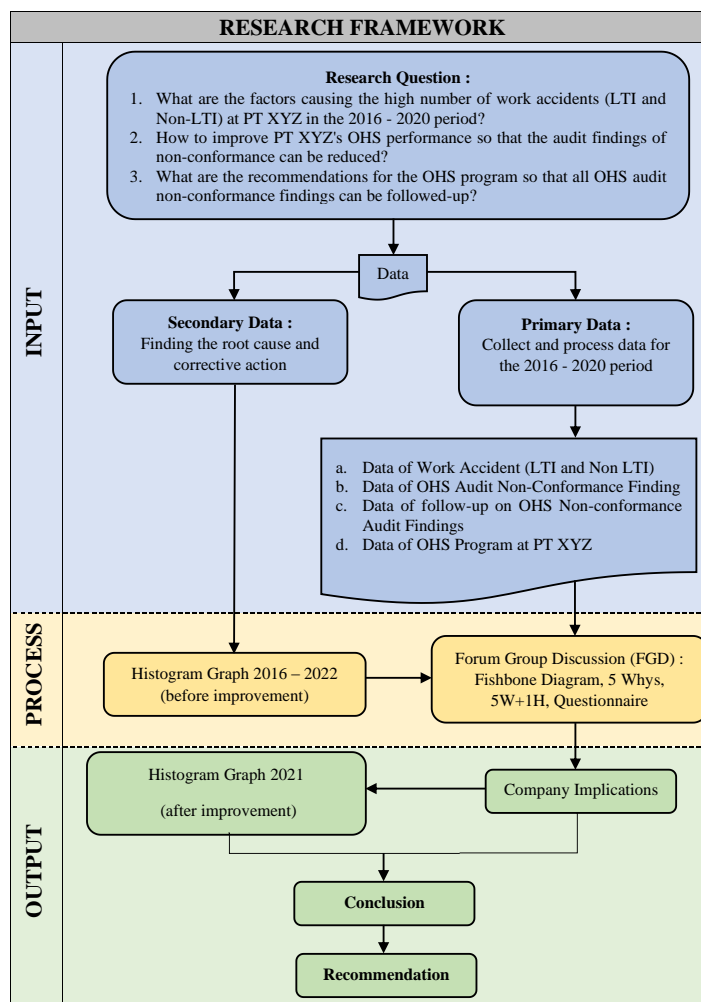 RESEARCH FRAMEWORK
INPUT
Research Question :
1. What are the factors causing the high number of work accidents (LTI and
Non-LTI) at PT XYZ in the 2016 - 2020 period?
2. How to improve PT XYZ's OHS performance so that the audit findings of
non-conformance can be reduced?
3. What are the recommendations for the OHS program so that all OHS audit
non-conformance findings can be followed-up?
Data
Secondary Data :
Finding the root cause and
corrective action
Primary Data :
Collect and process data for
the 2016 - 2020 period
a. Data of Work Accident (LTI and Non LTI)
b. Data of OHS Audit Non-Conformance Finding
c. Data of follow-up on OHS Non-conformance
Audit Findings
d. Data of OHS Program at PT XYZ
PROCESS
Histogram Graph 2016 – 2022
(before improvement)
Forum Group Discussion (FGD) :
Fishbone Diagram, 5 Whys,
5W+1H, Questionnaire
OUTPUT
Histogram Graph 2021
(after improvement)
Company Implications
Conclusion
Recommendation